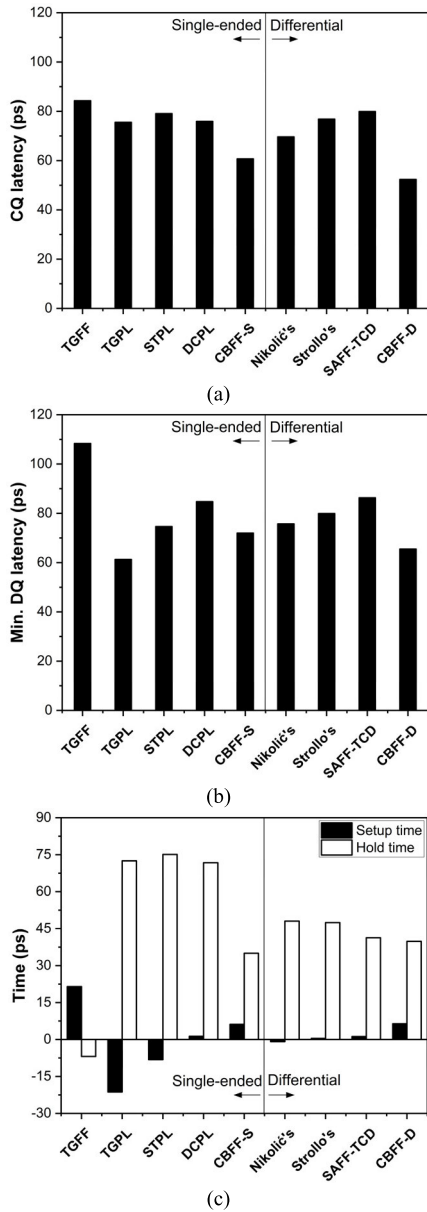 120
100
80
60
40
20
0
CQ latency (ps)
Single-ended
Differential
TGFF
TGPL
STPL
DCPL
CBFF-S
Nikolić's
Strollo's
SAFF-TCD
CBFF-D
(a)
120
100
80
60
40
20
0
Min. DQ latency (ps)
Single-ended
Differential
TGFF
TGPL
STPL
DCPL
CBFF-S
Nikolić's
Strollo's
SAFF-TCD
CBFF-D
(b)
90
75
60
45
30
15
0
-15
-30
Time (ps)
Setup time
Hold time
Single-ended
Differential
TGFF
TGPL
STPL
DCPL
CBFF-S
Nikolić's
Strollo's
SAFF-TCD
CBFF-D
(c)